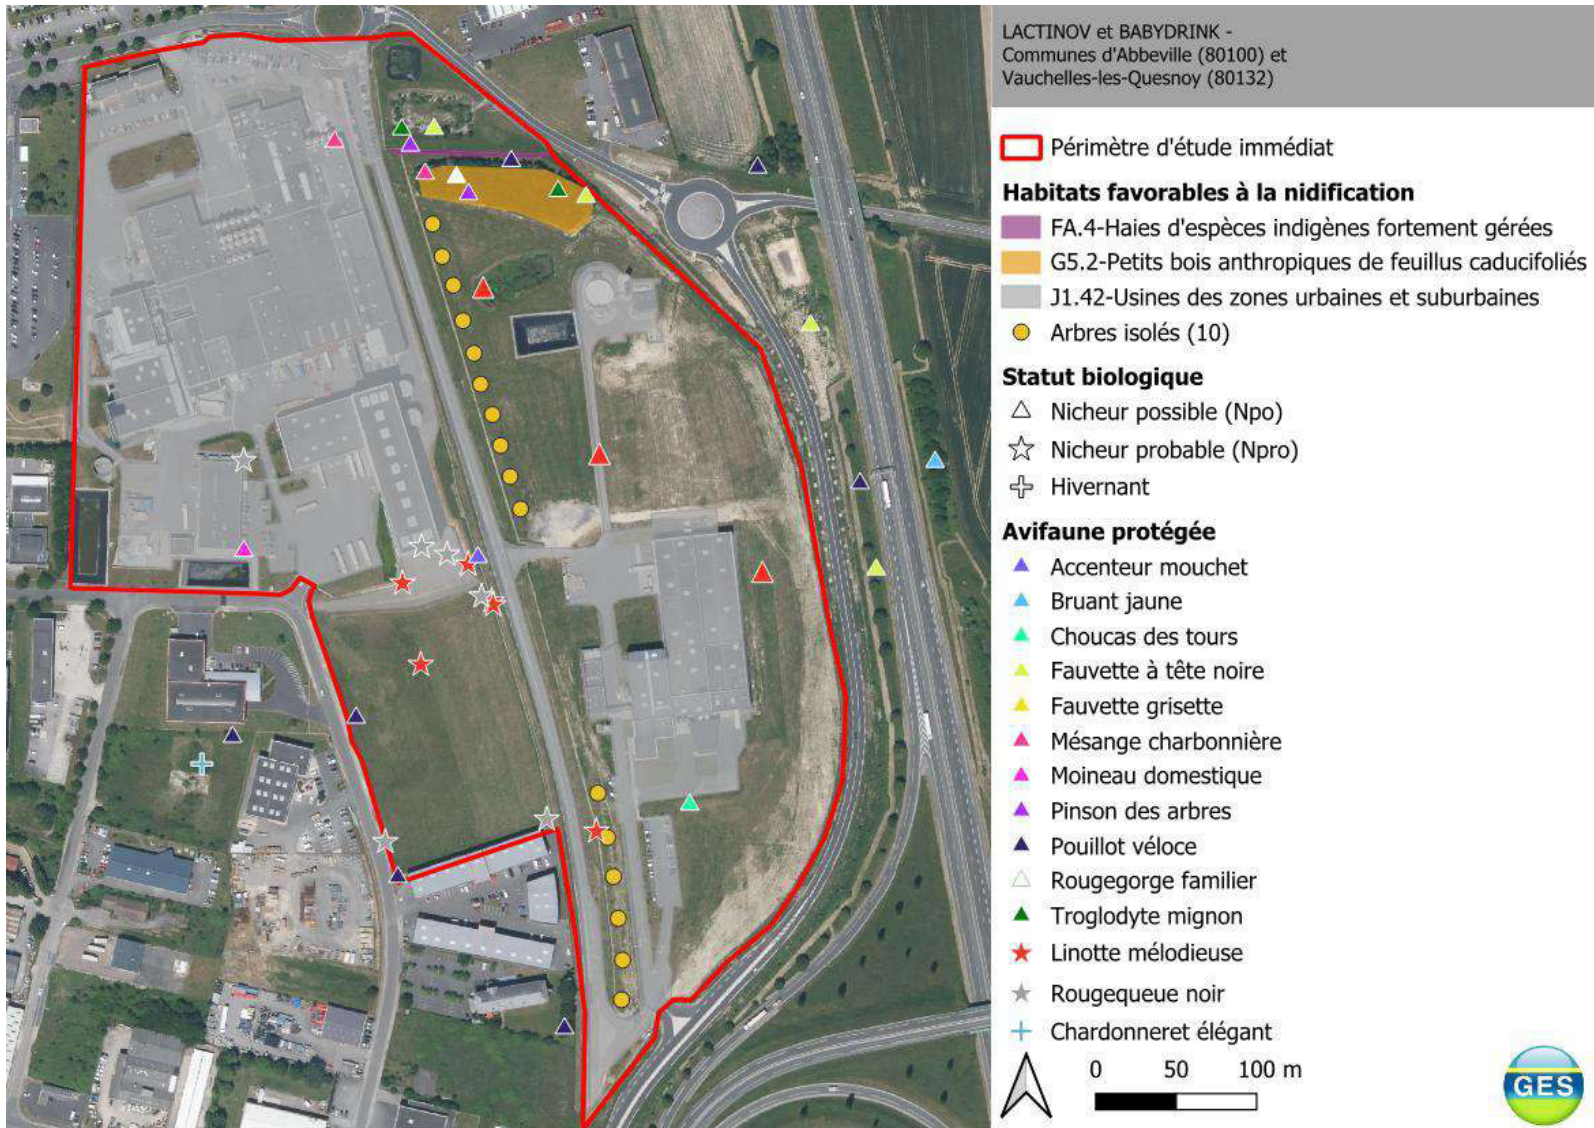 LACTINOV et BABYDRINK -
Communes d'Abbeville (80100) et
Vauchelles-les-Quesnoy (80132)
Périmètre d'étude immédiat
Habitats favorables à la nidification
FA.4-Haies d'espèces indigènes fortement gérées
G5.2-Petits bois anthropiques de feuillus caducifoliés
J1.42-Usines des zones urbaines et suburbaines
Arbres isolés (10)
Statut biologique
Nicheur possible (Npo)
Nicheur probable (Npro)
Hivernant
Avifaune protégée
Accenteur mouchet
Bruant jaune
Choucas des tours
Fauvette à tête noire
Fauvette grisette
Mésange charbonnière
Moineau domestique
Pinson des arbres
Pouillot véloce
Rougegorge familier
Troglodyte mignon
Linotte mélodieuse
Rougequeue noir
Chardonneret élégant
0 50 100 m
GES